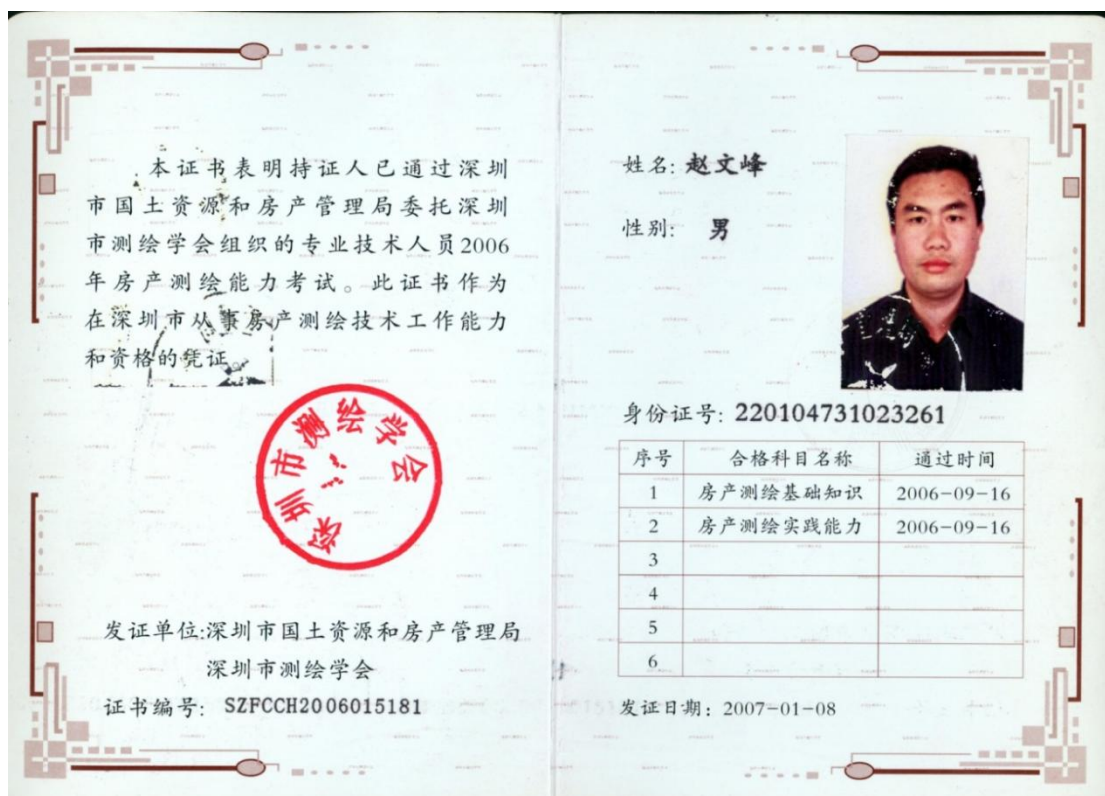 本证书表明持证人已通过深圳
市国土资源和房产管理局委托深圳
市测绘学会组织的专业技术人员2006
年房产测绘能力考试。此证书作为
在深圳市从事房产测绘技术工作能力
和资格的凭证。
深圳市测绘学会
发证单位:深圳市国土资源和房产管理局
深圳市测绘学会
证书编号: SZFCCH2006015181
姓名: 赵文峰
性别: 男
身份证号: 220104731023261
序号 合格科目名称 通过时间
1 房产测绘基础知识 2006-09-16
2 房产测绘实践能力 2006-09-16
3
4
5
6
发证日期: 2007-01-08